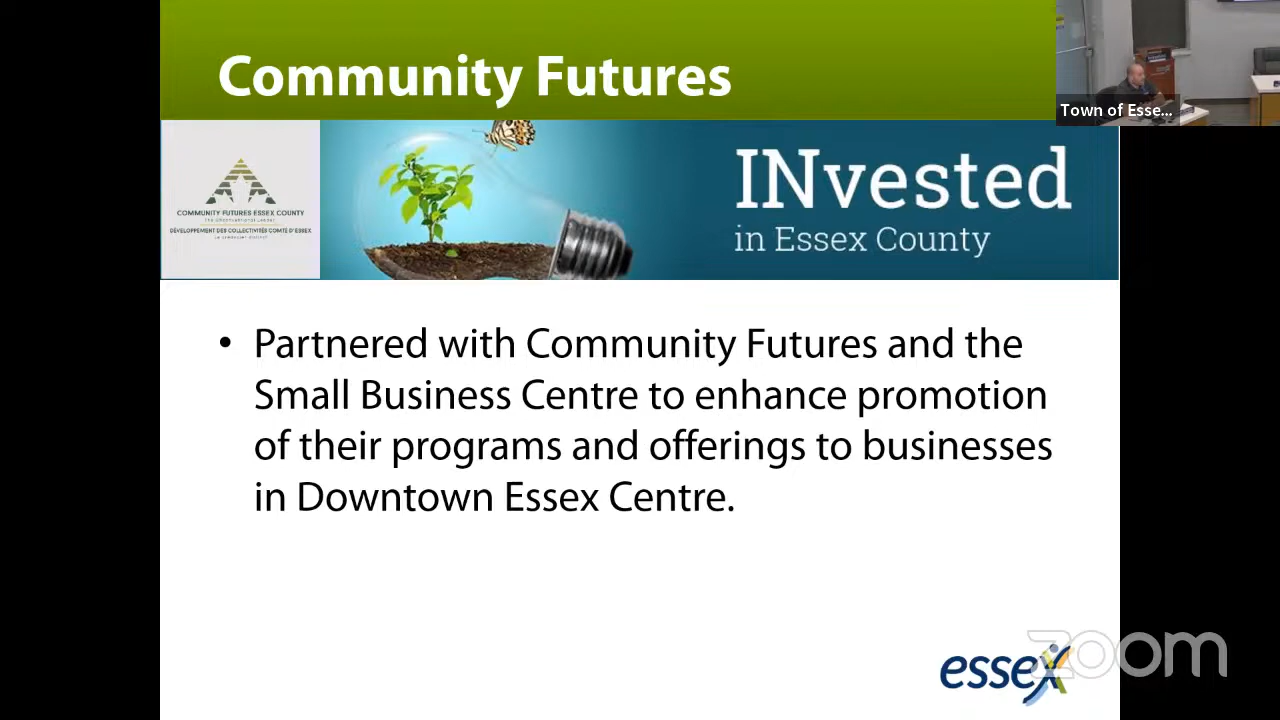 Community Futures
Town of Esse...
COMMUNITY FUTURES ESSEX COUNTY
DÉVELOPPEMENT DES COLLECTIVITÉS COMTÉ D'ESSEX
INvested
in Essex County
• Partnered with Community Futures and the
Small Business Centre to enhance promotion
of their programs and offerings to businesses
in Downtown Essex Centre.
essex
zoom